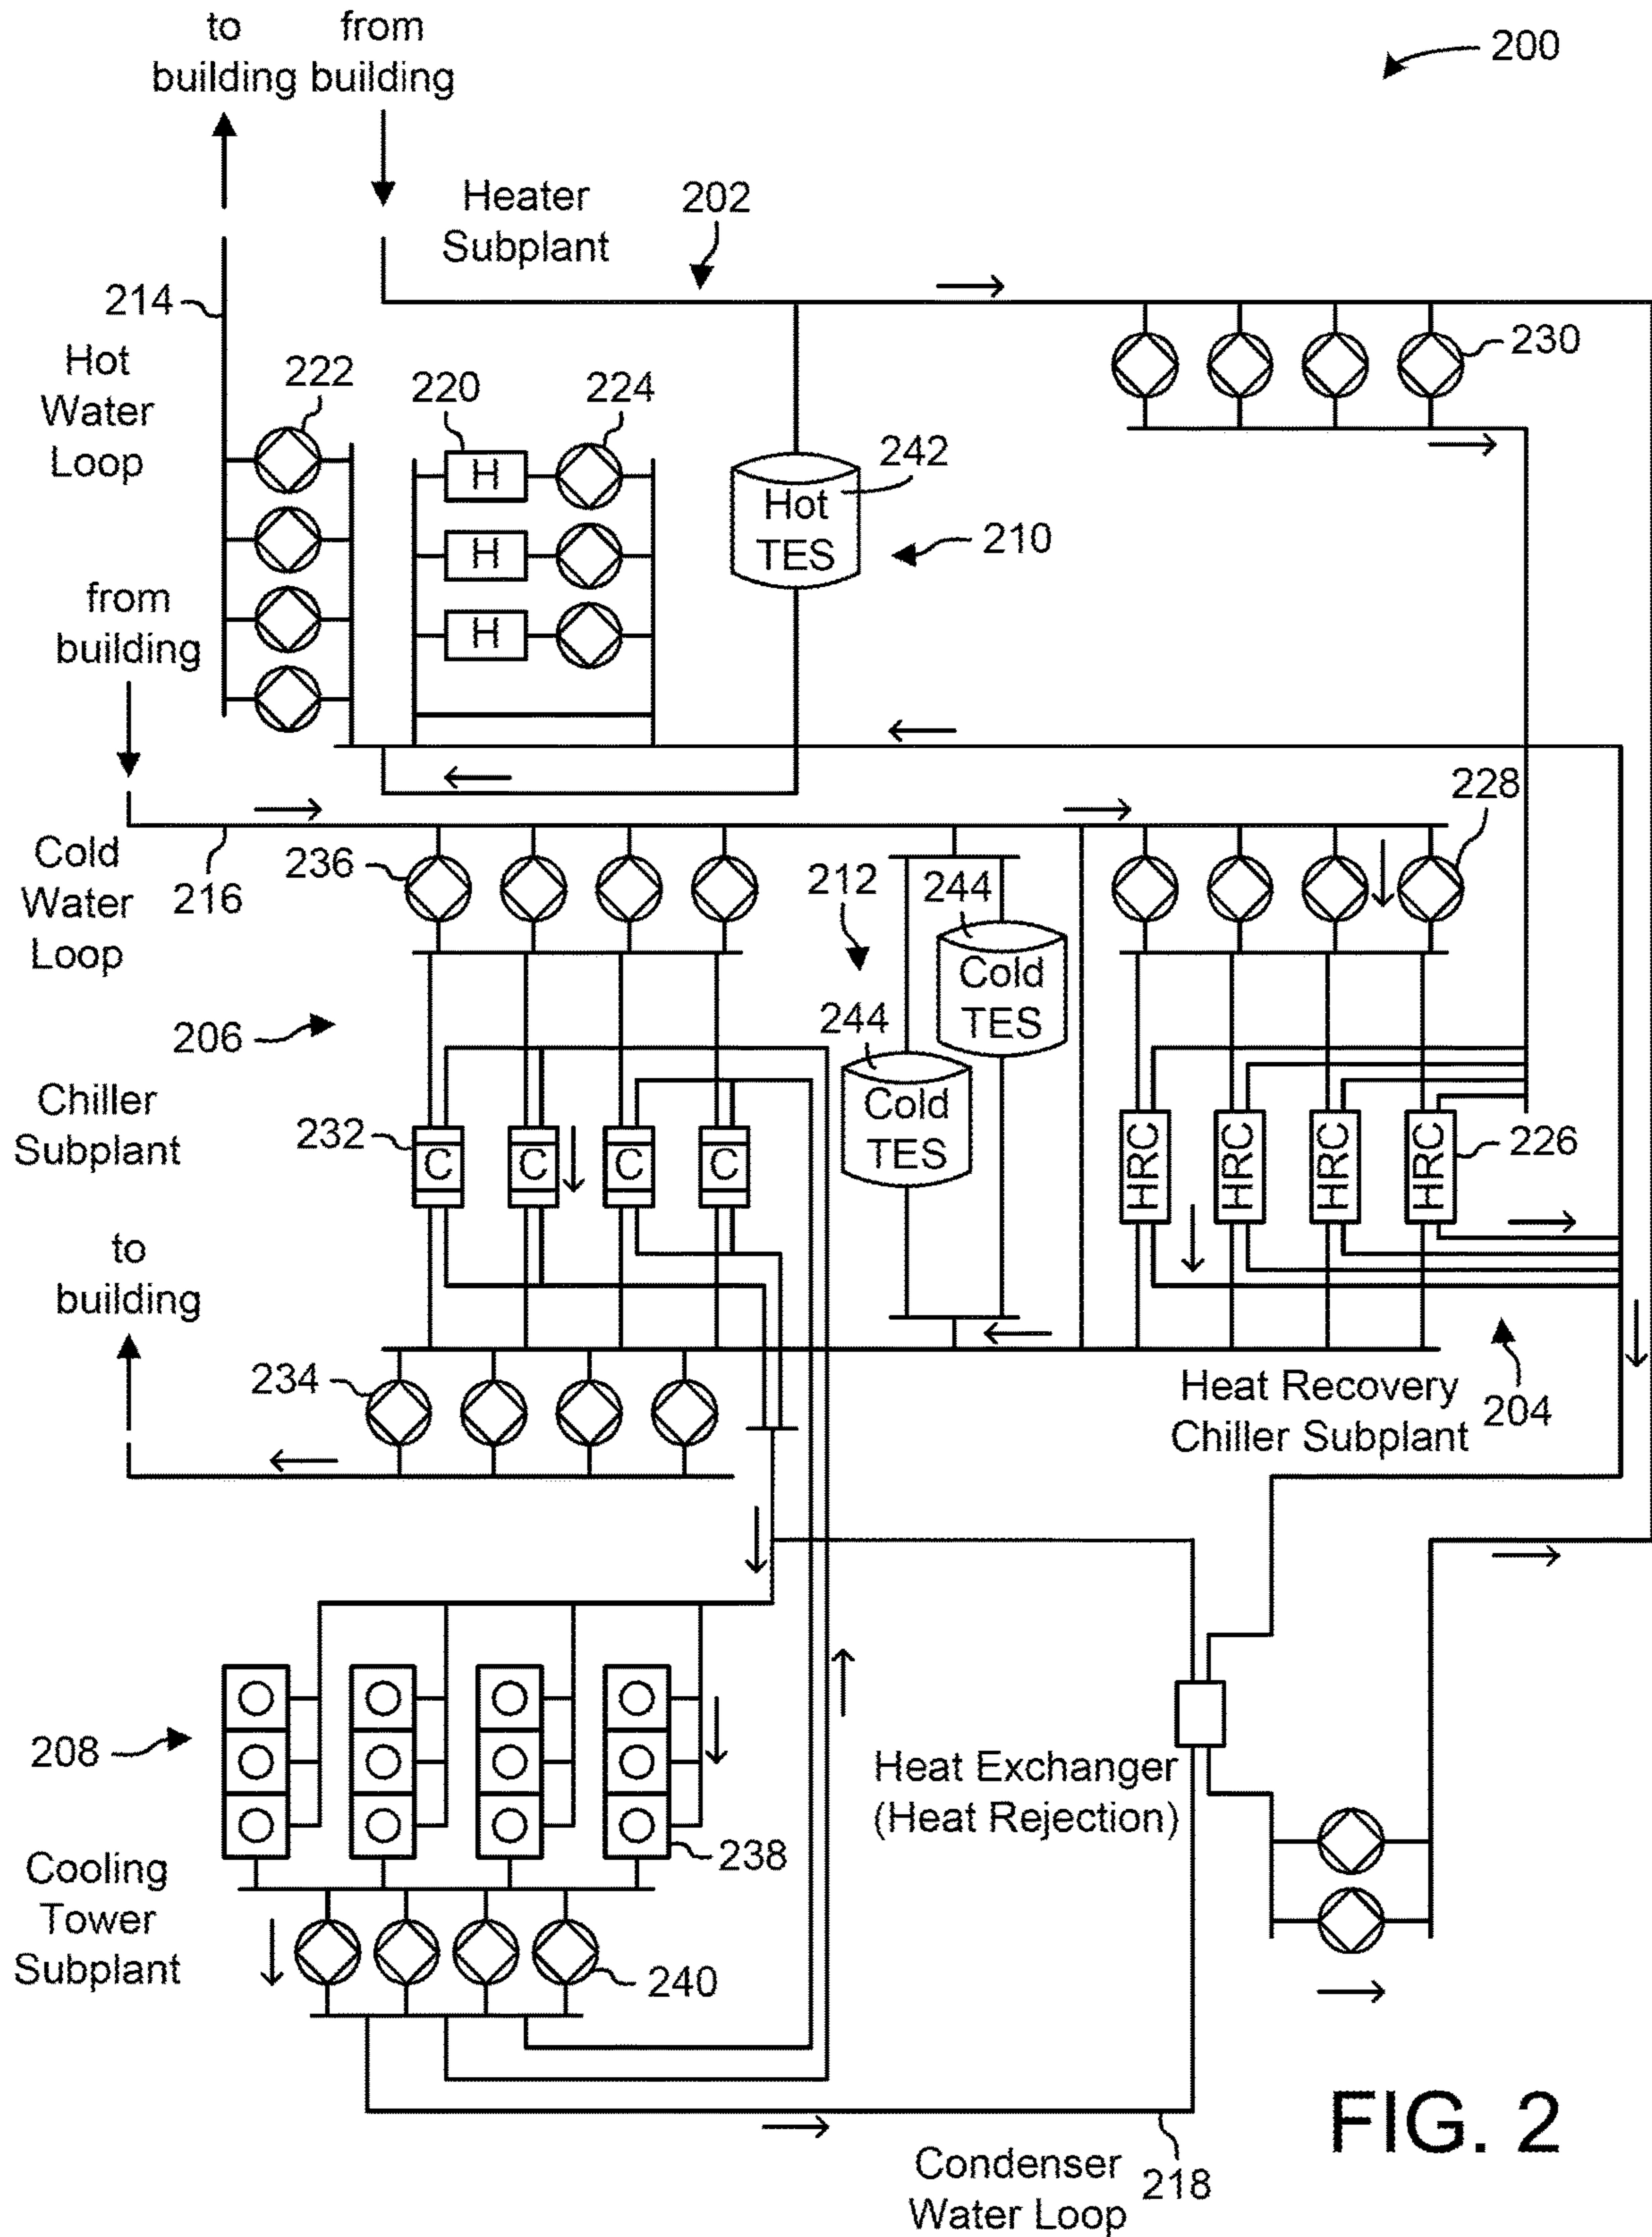 to
building
from
building
200
Heater
Subplant
202
214
Hot
Water
Loop
222
220
224
230
H
H
H
242
Hot
TES
210
from
building
228
Cold
Water
Loop
216
236
212
244
Cold
TES
244
Cold
TES
206
Chiller
Subplant
232
C
C
C
C
HRC
HRC
HRC
HRC
226
to
building
234
Heat Recovery
Chiller Subplant
204
208
Heat Exchanger
(Heat Rejection)
238
Cooling
Tower
Subplant
240
Condenser
Water Loop
218
FIG. 2